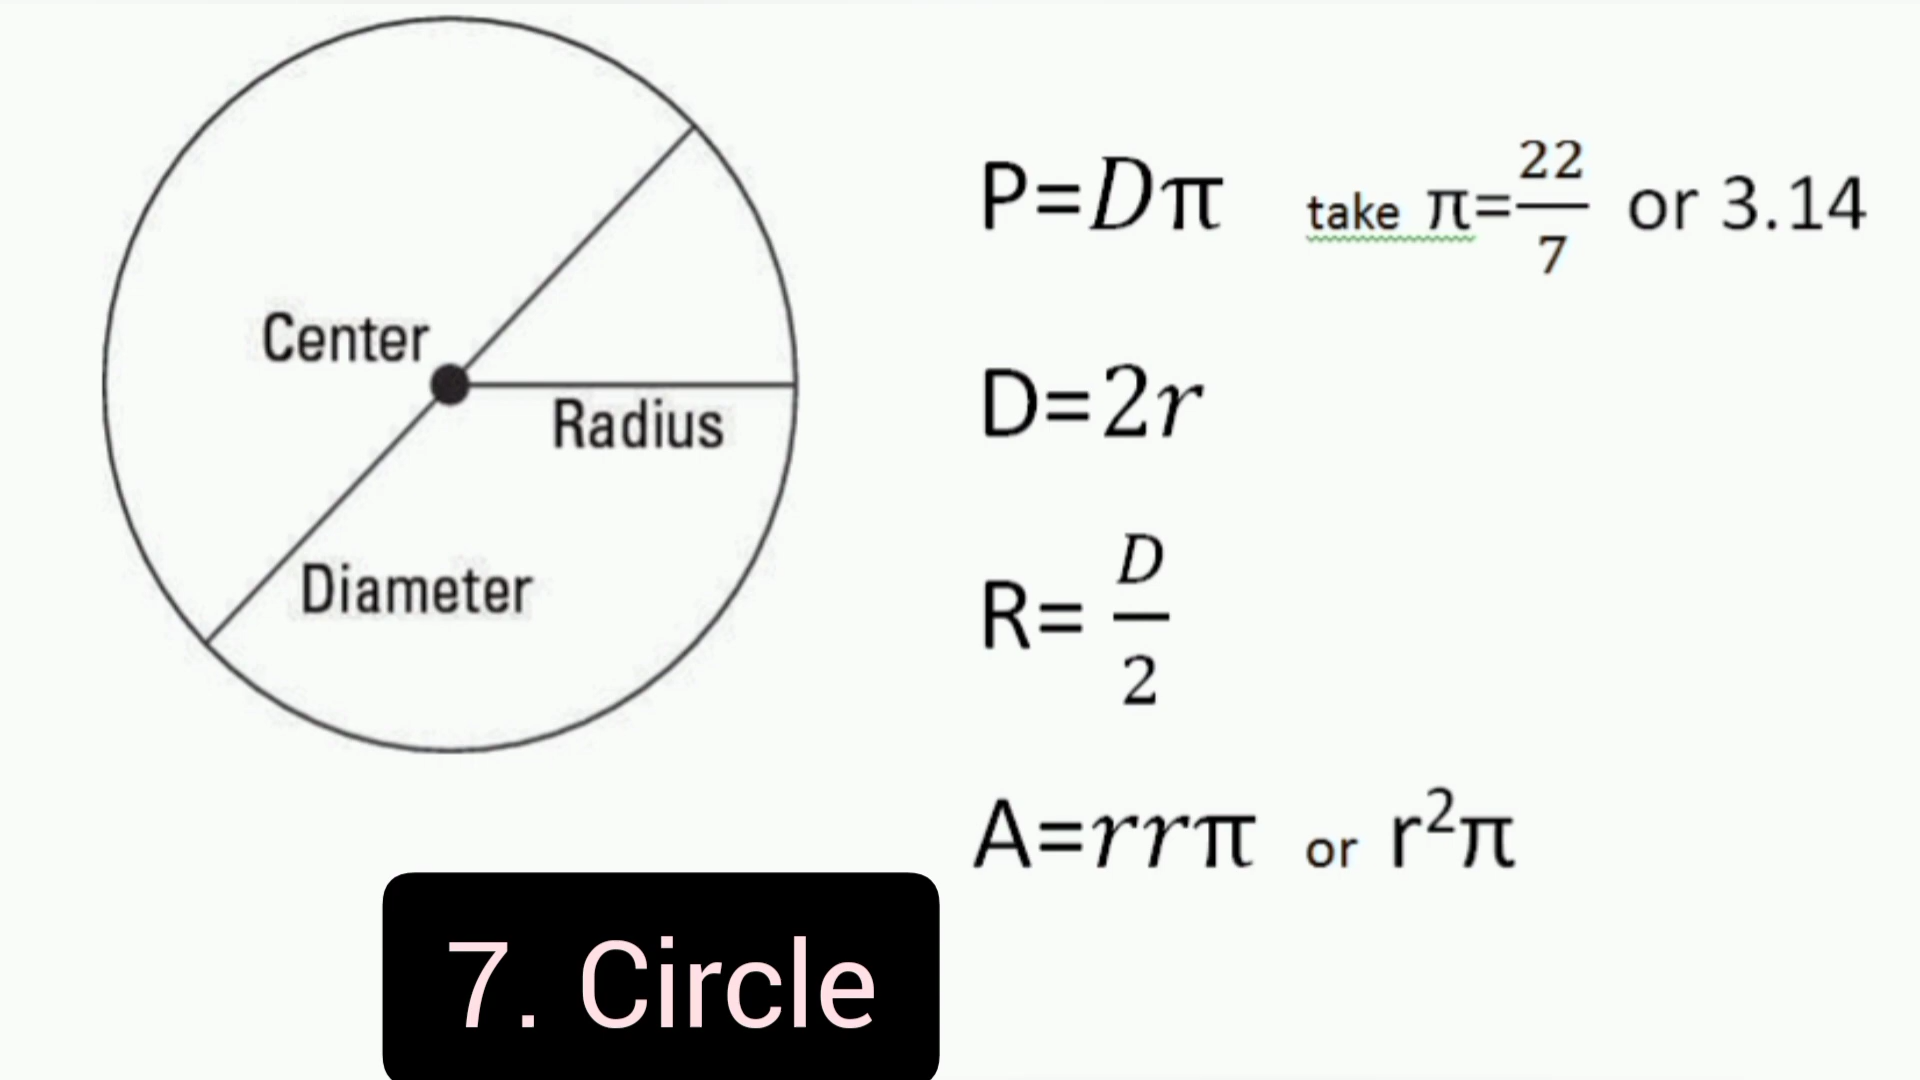 Center
Radius
Diameter
P=Dπ take π=22/7 or 3.14
D=2r
R= D/2
A=rrπ or r²π
7. Circle